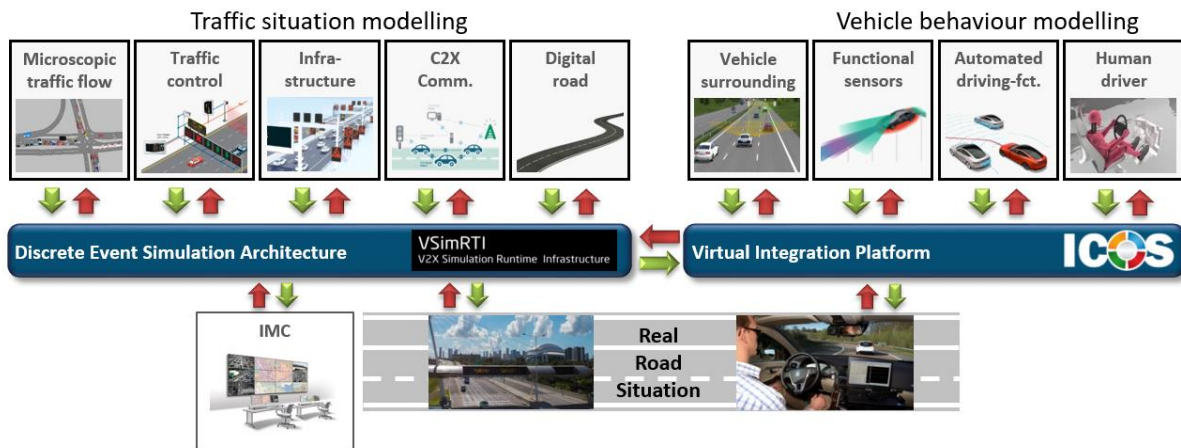 Traffic situation modelling
Vehicle behaviour modelling
Microscopic
traffic flow
Traffic
control
Infra-
structure
C2X
Comm.
Digital
road
Vehicle
surrounding
Functional
sensors
Automated
driving-fct.
Human
driver
Discrete Event Simulation Architecture
VSimRTI
V2X Simulation Runtime Infrastructure
Virtual Integration Platform
ICOS
IMC
Real
Road
Situation